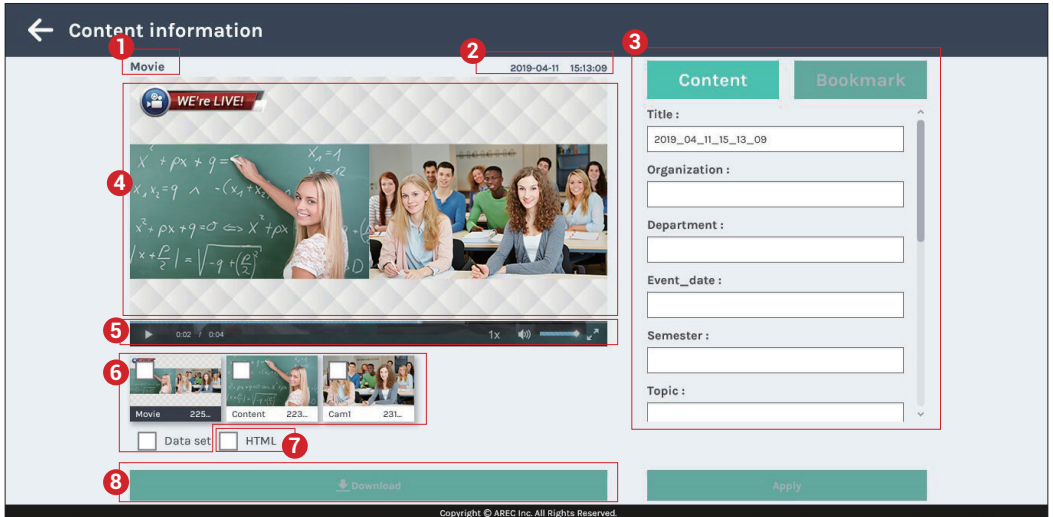 Content information
1
Movie
2
2019-04-11 15:13:09
3
Content
Bookmark
WE're LIVE!
Title :
2019_04_11_15_13_09
Organization :
Department :
Event_date :
Semester :
Topic :
4
5
0:02 / 0:04
1x
6
Movie 225...
Content 223...
Cam1 231...
Data set
HTML
7
8
Download
Apply
Copyright © AREC Inc. All Rights Reserved.